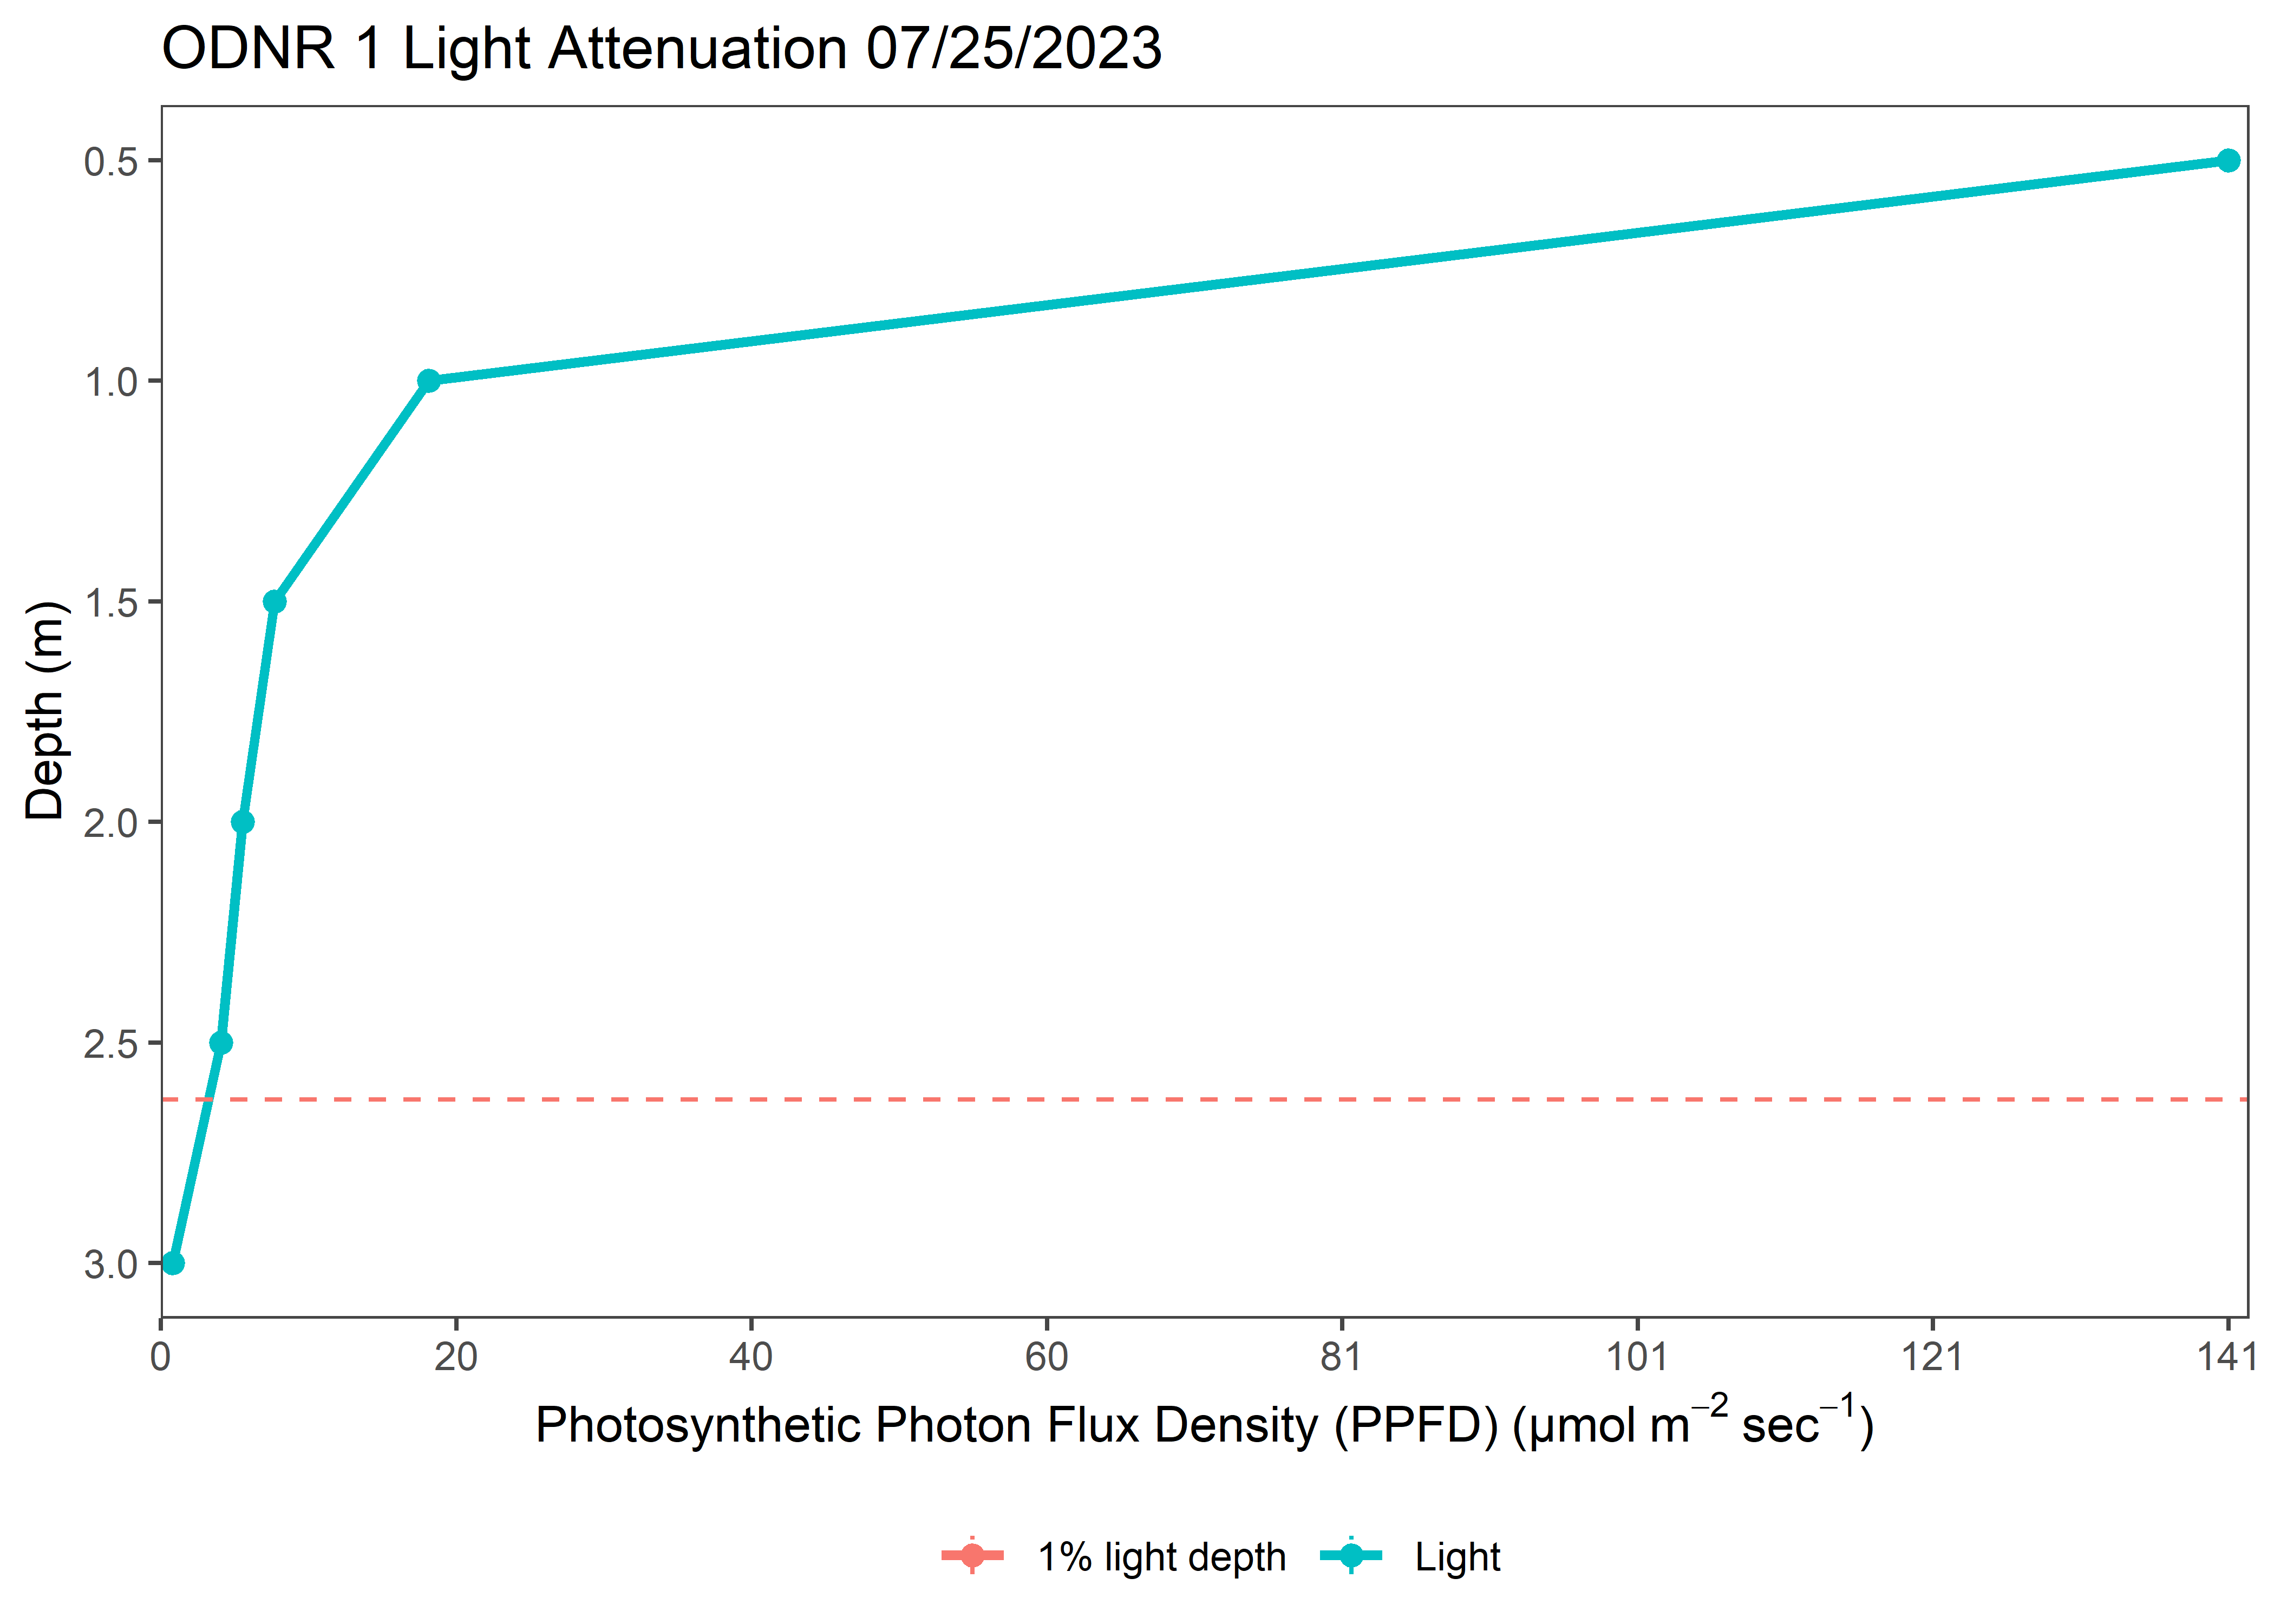 ODNR 1 Light Attenuation 07/25/2023
Depth (m)
0.5
1.0
1.5
2.0
2.5
3.0
0 20 40 60 81 101 121 141
Photosynthetic Photon Flux Density (PPFD) (μmol m⁻² sec⁻¹)
1% light depth Light